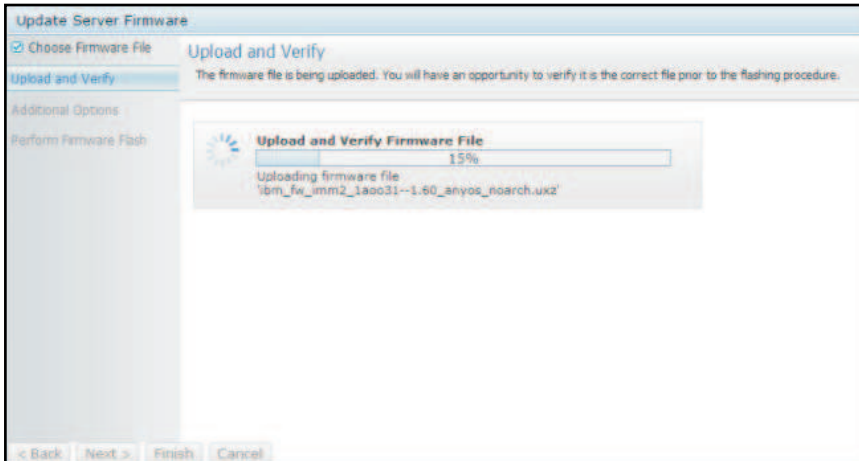 Update Server Firmware
Choose Firmware File
Upload and Verify
Additional Options
Perform Firmware Flash
Upload and Verify
The firmware file is being uploaded. You will have an opportunity to verify it is the correct file prior to the flashing procedure.
Upload and Verify Firmware File
15%
Uploading firmware file
'ibm_fw_imm2_1aoo31--1.60_anyos_noarch.uxz'
< Back Next > Finish Cancel